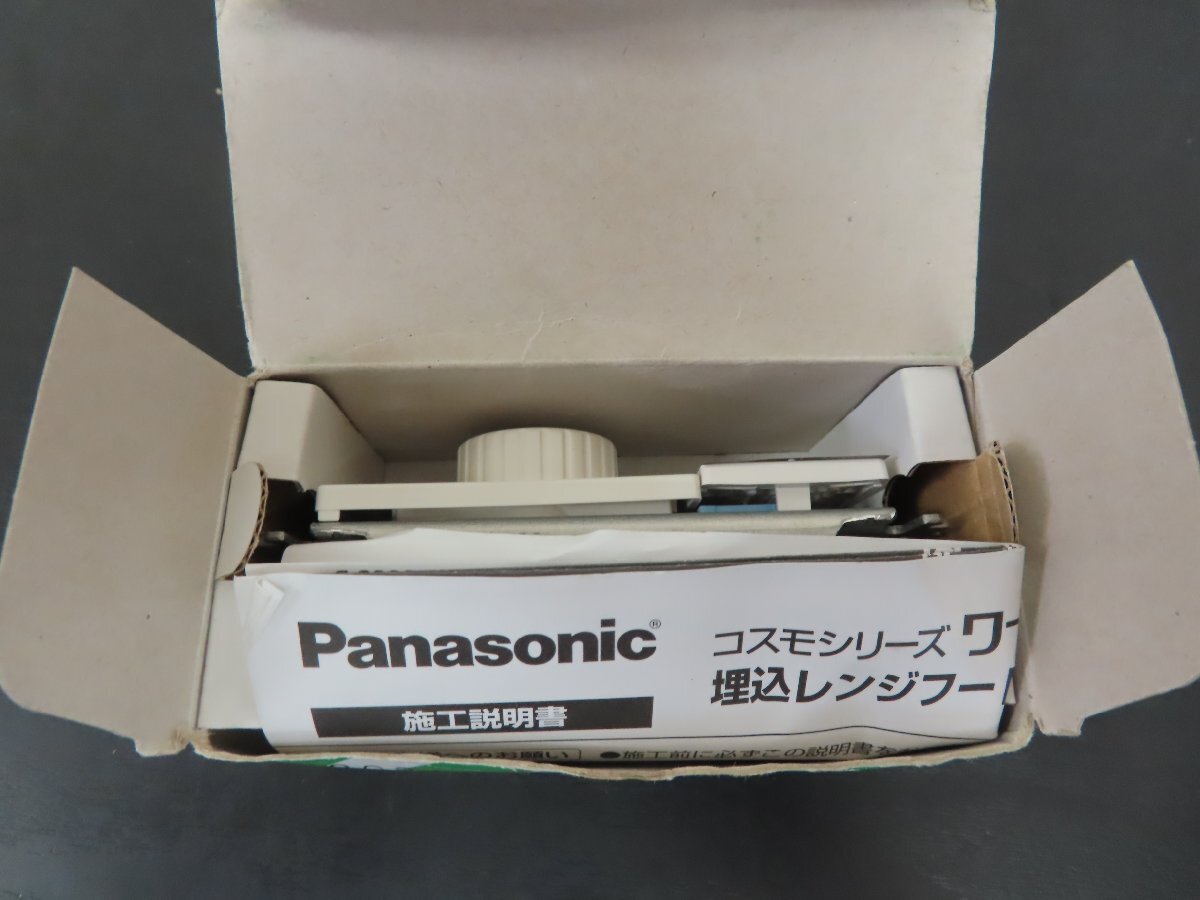 Panasonic®
施工説明書
コスモシリーズ ワ
埋込レンジフー
のお願い
●施工前に必ずこの説明書を